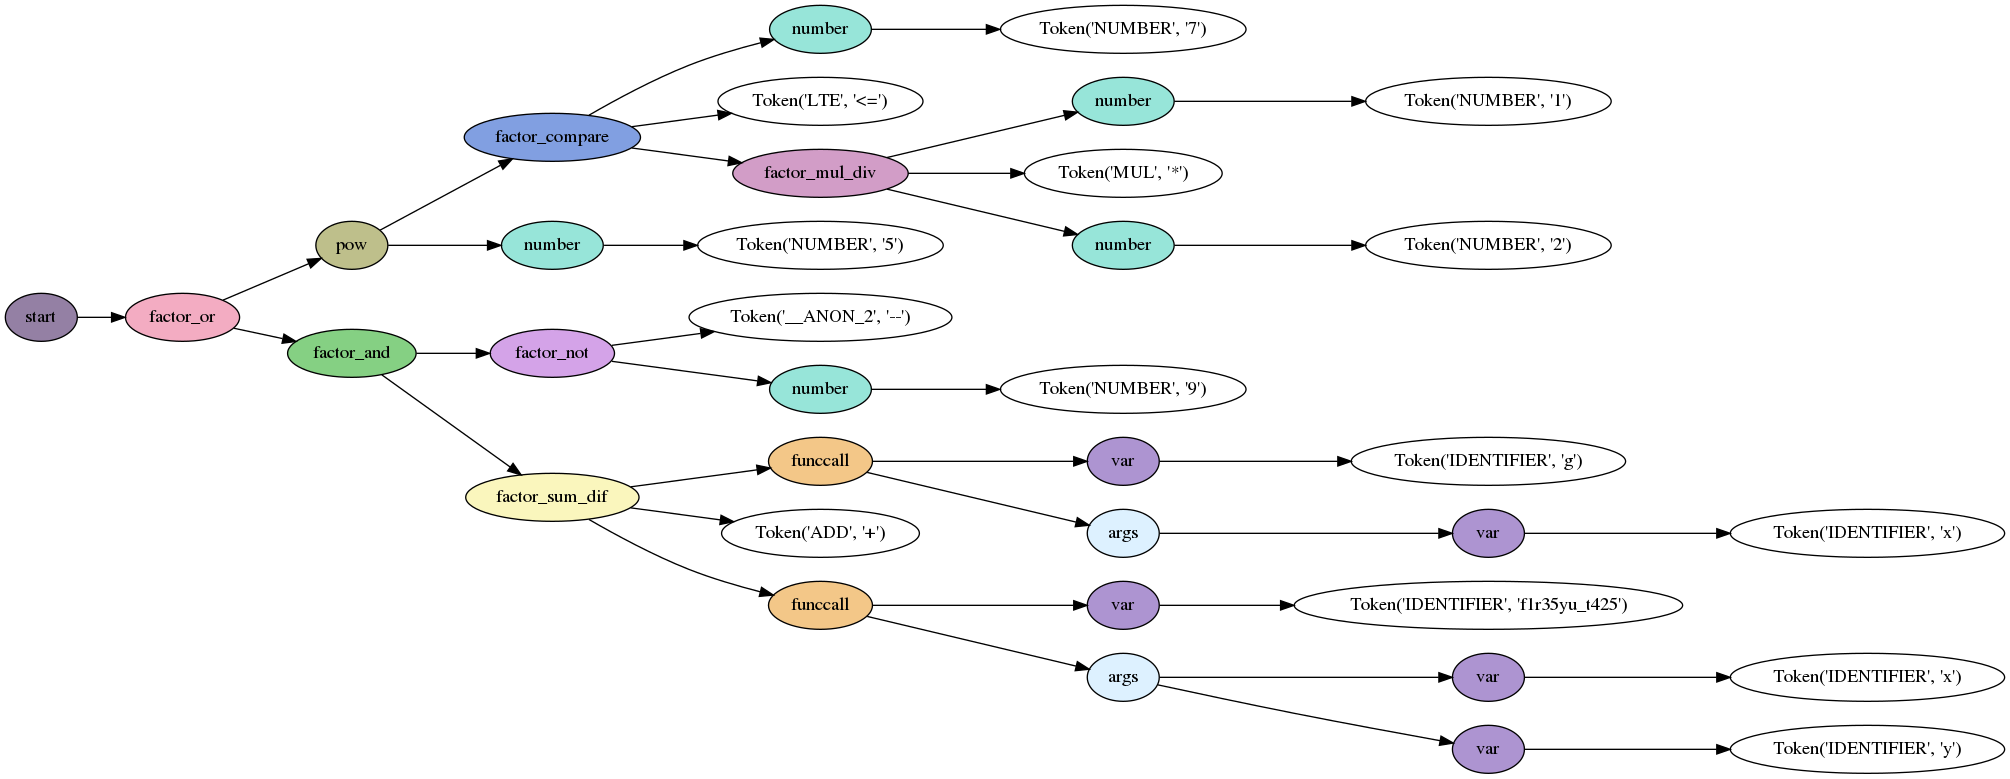 number
Token('NUMBER', '7')
Token('LTE', '<=')
number
Token('NUMBER', '1')
factor_compare
factor_mul_div
Token('MUL', '*')
pow
number
Token('NUMBER', '5')
number
Token('NUMBER', '2')
start
factor_or
Token('__ANON_2', '--')
factor_and
factor_not
number
Token('NUMBER', '9')
funccall
var
Token('IDENTIFIER', 'g')
factor_sum_dif
Token('ADD', '+')
args
var
Token('IDENTIFIER', 'x')
funccall
var
Token('IDENTIFIER', 'f1r35yu_t425')
args
var
Token('IDENTIFIER', 'x')
var
Token('IDENTIFIER', 'y')